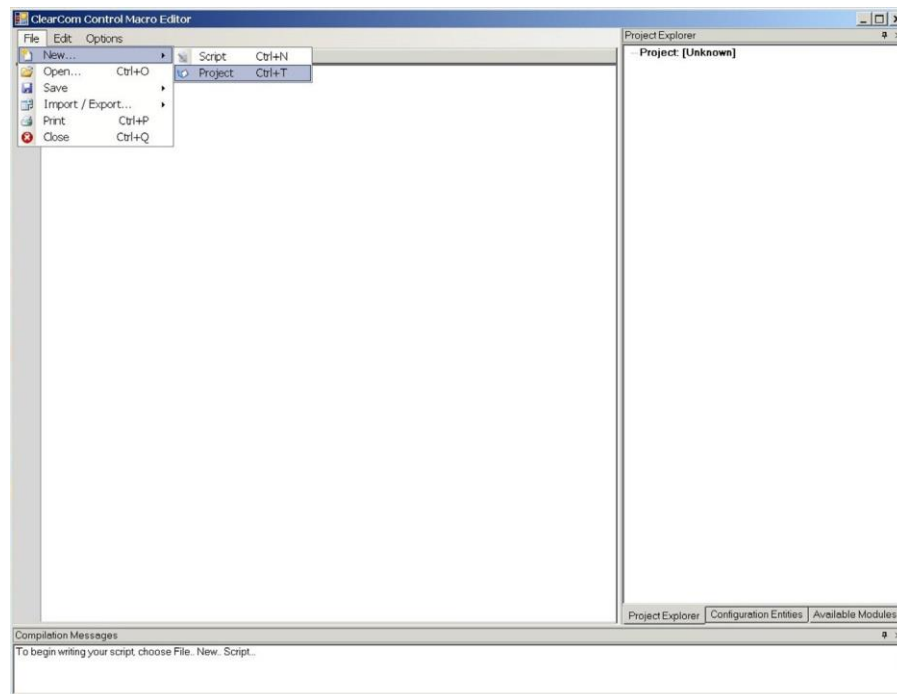 ClearCom Control Macro Editor
File Edit Options
New...
Open... Ctrl+O
Save
Import / Export...
Print Ctrl+P
Close Ctrl+Q
Script Ctrl+N
Project Ctrl+T
Project Explorer
Project: [Unknown]
Project Explorer Configuration Entities Available Modules
Compilation Messages
To begin writing your script, choose File.. New.. Script...